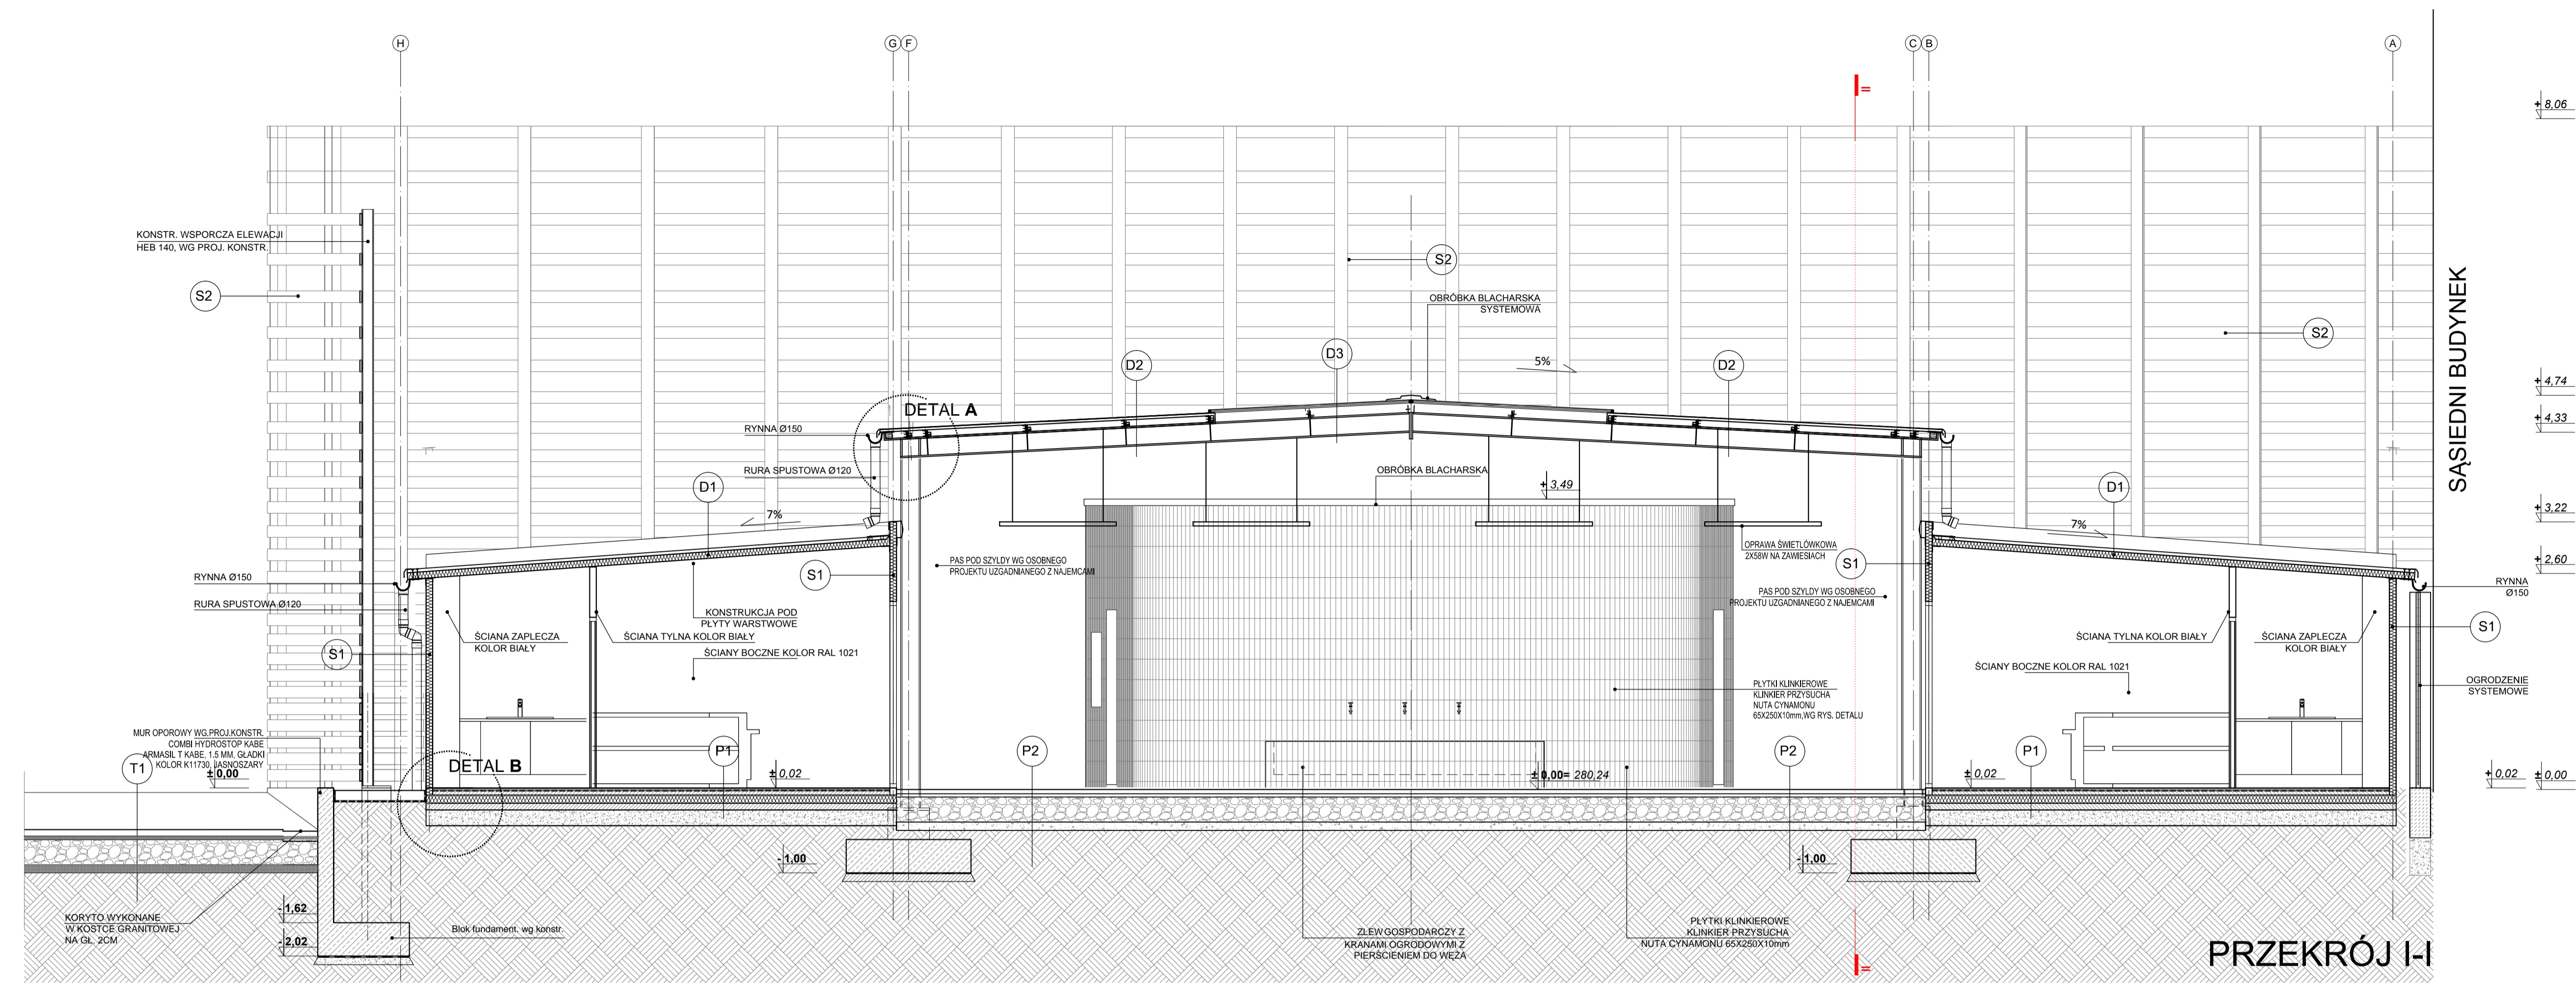 H
G
F
C
B
A
+ 8,06
KONSTR. WSPORCZA ELEWACJI
HEB 140, WG PROJ. KONSTR.
S2
S2
OBRÓBKA BLACHARSKA
SYSTEMOWA
S2
SĄSIEDNI BUDYNEK
D2
D3
5%
D2
+ 4,74
DETAL A
RYNNA Ø150
+ 4,33
RURA SPUSTOWA Ø120
OBRÓBKA BLACHARSKA
D1
+ 3,49
D1
7%
7%
+ 3,22
OPRAWA ŚWIETLÓWKOWA
2X58W NA ZAWIESIACH
PAS POD SZYLDY WG OSOBNEGO
PROJEKTU UZGADNIANEGO Z NAJEMCAMI
S1
S1
+ 2,60
RYNNA Ø150
RYNNA
Ø150
RURA SPUSTOWA Ø120
PAS POD SZYLDY WG OSOBNEGO
PROJEKTU UZGADNIANEGO Z NAJEMCAMI
KONSTRUKCJA POD
PŁYTY WARSTWOWE
ŚCIANA ZAPLECZA
KOLOR BIAŁY
ŚCIANA TYLNA KOLOR BIAŁY
ŚCIANA TYLNA KOLOR BIAŁY
ŚCIANA ZAPLECZA
KOLOR BIAŁY
S1
S1
ŚCIANY BOCZNE KOLOR RAL 1021
ŚCIANY BOCZNE KOLOR RAL 1021
OGRODZENIE
SYSTEMOWE
PŁYTKI KLINKIEROWE
KLINKIER PRZYSUCHA
NUTA CYNAMONU
65X250X10mm,WG RYS. DETALU
MUR OPOROWY WG.PROJ.KONSTR.
COMBI HYDROSTOP KABE
ARMASIL T KABE, 1.5 MM, GŁADKI
KOLOR K11730, JASNOSZARY
T1
± 0,00
DETAL B
P1
± 0,02
P2
± 0,00= 280,24
P2
± 0,02
P1
+ 0,02
± 0,00
- 1,00
- 1,00
- 1,62
- 2,02
KORYTO WYKONANE
W KOSTCE GRANITOWEJ
NA GŁ. 2CM
Blok fundament. wg konstr.
ZLEW GOSPODARCZY Z
KRANAMI OGRODOWYMI Z
PIERŚCIENIEM DO WĘŻA
PŁYTKI KLINKIEROWE
KLINKIER PRZYSUCHA
NUTA CYNAMONU 65X250X10mm
PRZEKRÓJ I-I